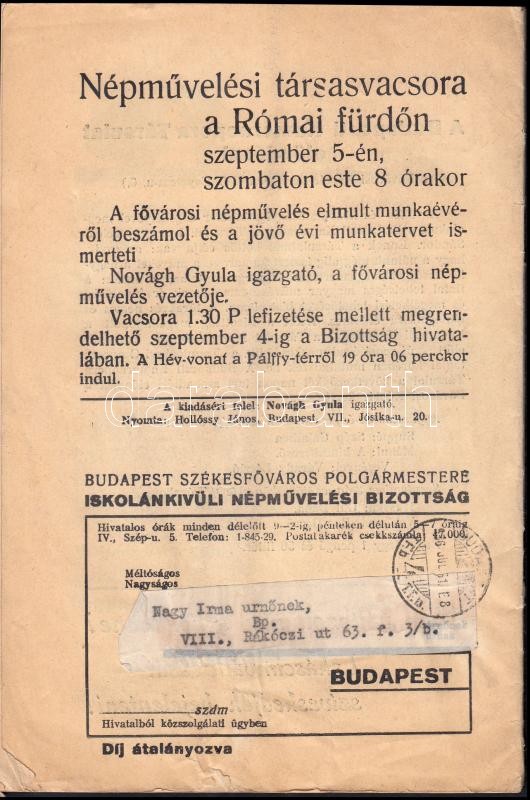 Népművelési társasvacsora
a Római fürdőn
szeptember 5-én,
szombaton este 8 órakor
A fővárosi népművelés elmult munkaévé-
ről beszámol és a jövő évi munkatervet is-
merteti
Novágh Gyula igazgató, a fővárosi nép-
művelés vezetője.
Vacsora 1.30 P lefizetése mellett megren-
delhető szeptember 4-ig a Bizottság hivata-
lában. A Hév-vonat a Pálffy-térről 19 óra 06 perckor
indul.
A kiadásért felel Novágh Gyula igazgató.
Nyomta: Hollóssy János, Budapest VII., Jósika-u. 20.
BUDAPEST SZÉKESFŐVÁROS POLGÁRMESTERE
ISKOLÁNKIVÜLI NÉPMŰVELÉSI BIZOTTSÁG
Hivatalos órák minden délelőtt 9—2-ig, pénteken délután 5—7 óráig
IV., Szép-u. 5. Telefon: 1-845-29. Postatakarék csekkszámla 47.000.
Méltóságos
Nagyságos
Nagy Irma urnőnek,
Bp.
VIII., Rákóczi ut 63. f. 3/b.
BUDAPEST
szám
Hivatalból közszolgálati ügyben
Díj átalányozva
darabanth